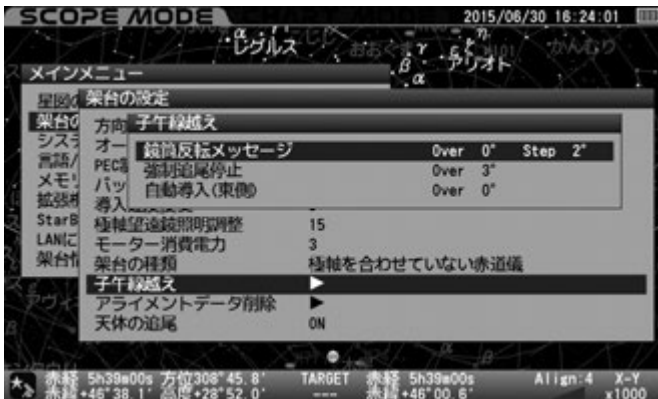 SCOPE MODE 2015/06/30 16:24:01
レグルス おおぐま かんむり
アリオト
メインメニュー
架台の設定
子午線越え
鏡筒反転メッセージ Over 0° Step 2°
強制追尾停止 Over 3°
自動導入(東側) Over 0°
極軸望遠鏡照明調整 15
モーター消費電力 3
架台の種類 極軸を合わせていない赤道儀
子午線越え ▶
アライメントデータ削除 ▶
天体の追尾 ON
星図
架台の
システ
言語/
メモリ
拡張
StarB
LANに
架台
方向
オー
PEC
バッ
導入
赤経 5h39m00s 方位308°45.8' TARGET 赤経 5h39m00s Align:4 X-Y
赤緯+46°38.1' 高度+28°52.0' --- 赤緯+46°00.6' x1000